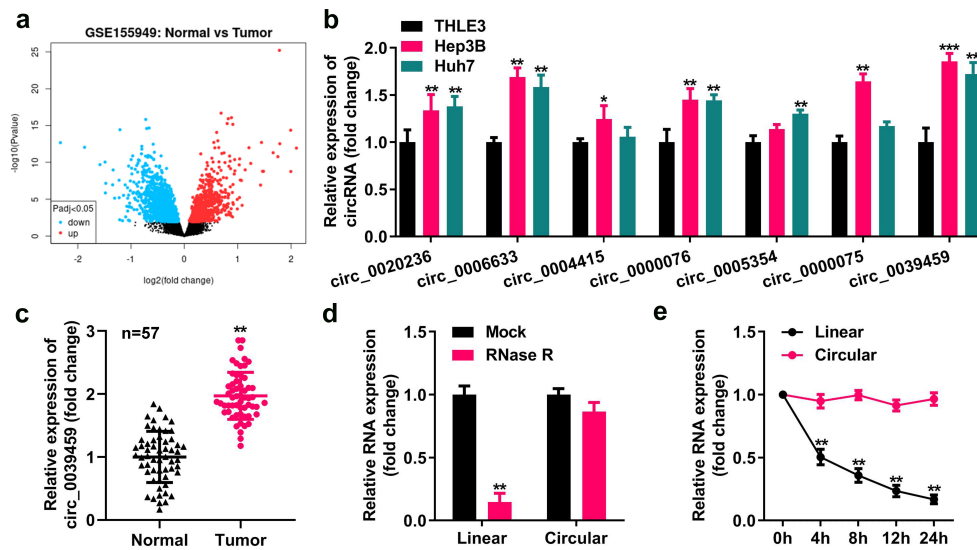 a
GSE155949: Normal vs Tumor
-log10(Pvalue)
25
20
15
10
5
0
Padj<0.05
down
up
-2
-1
0
1
2
log2(fold change)
b
THLE3
Hep3B
Huh7
Relative expression of
circRNA (fold change)
2.0
1.5
1.0
0.5
0.0
**
**
**
**
*
**
**
**
**
***
**
circ_0020236
circ_0006633
circ_0004415
circ_0000076
circ_0005354
circ_0000075
circ_0039459
c
n=57
**
Relative expression of
circ_0039459 (fold change)
3
2
1
0
Normal
Tumor
d
Mock
RNase R
Relative RNA expression
(fold change)
1.5
1.0
0.5
0.0
**
Linear
Circular
e
Linear
Circular
Relative RNA expression
(fold change)
1.5
1.0
0.5
0.0
**
**
**
**
0h
4h
8h
12h
24h